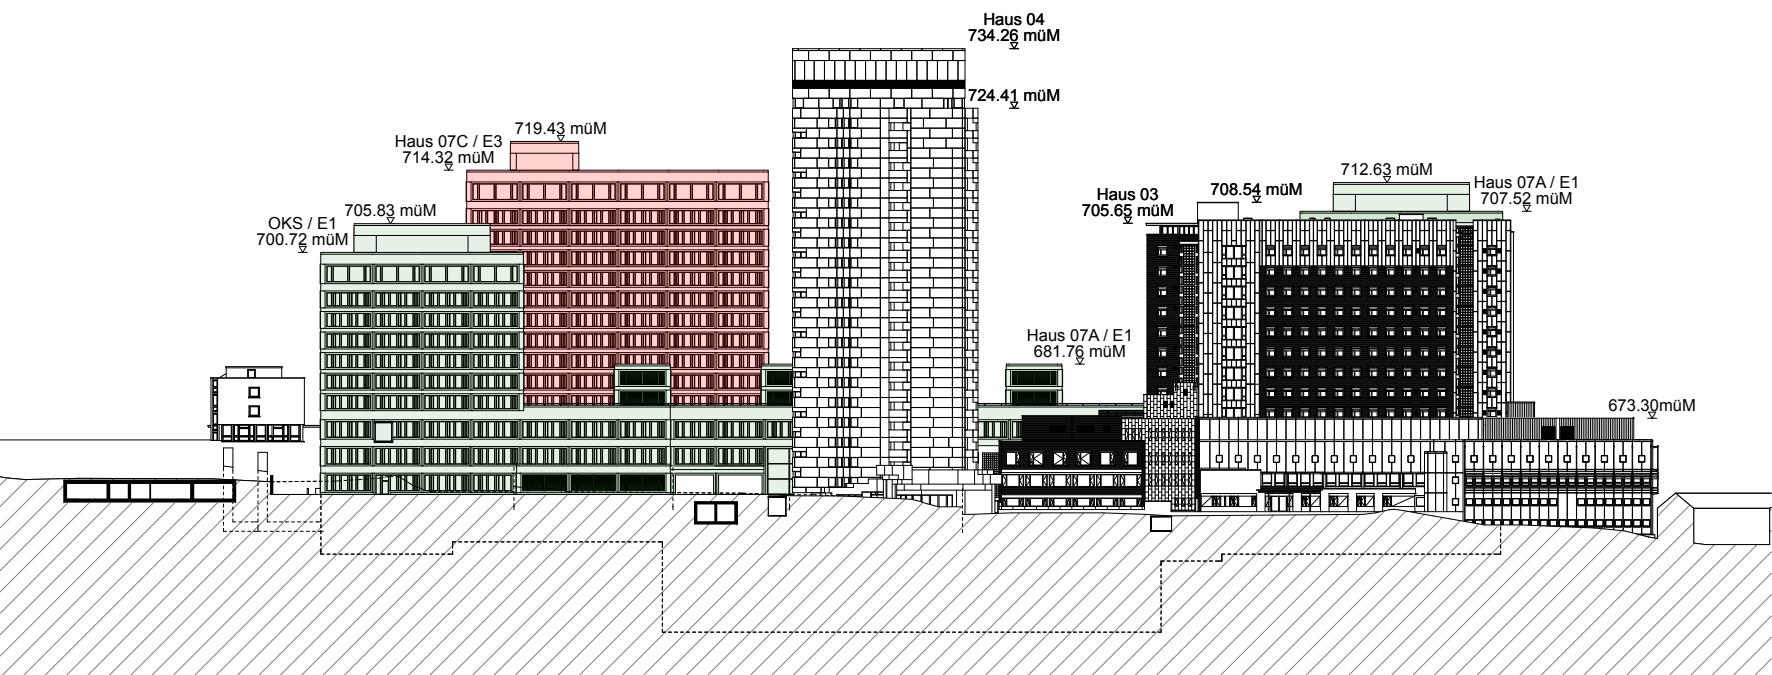 Haus 04
734.26 müM
724.41 müM
719.43 müM
Haus 07C / E3
714.32 müM
705.83 müM
OKS / E1
700.72 müM
712.63 müM
Haus 07A / E1
707.52 müM
708.54 müM
Haus 03
705.65 müM
Haus 07A / E1
681.76 müM
673.30müM